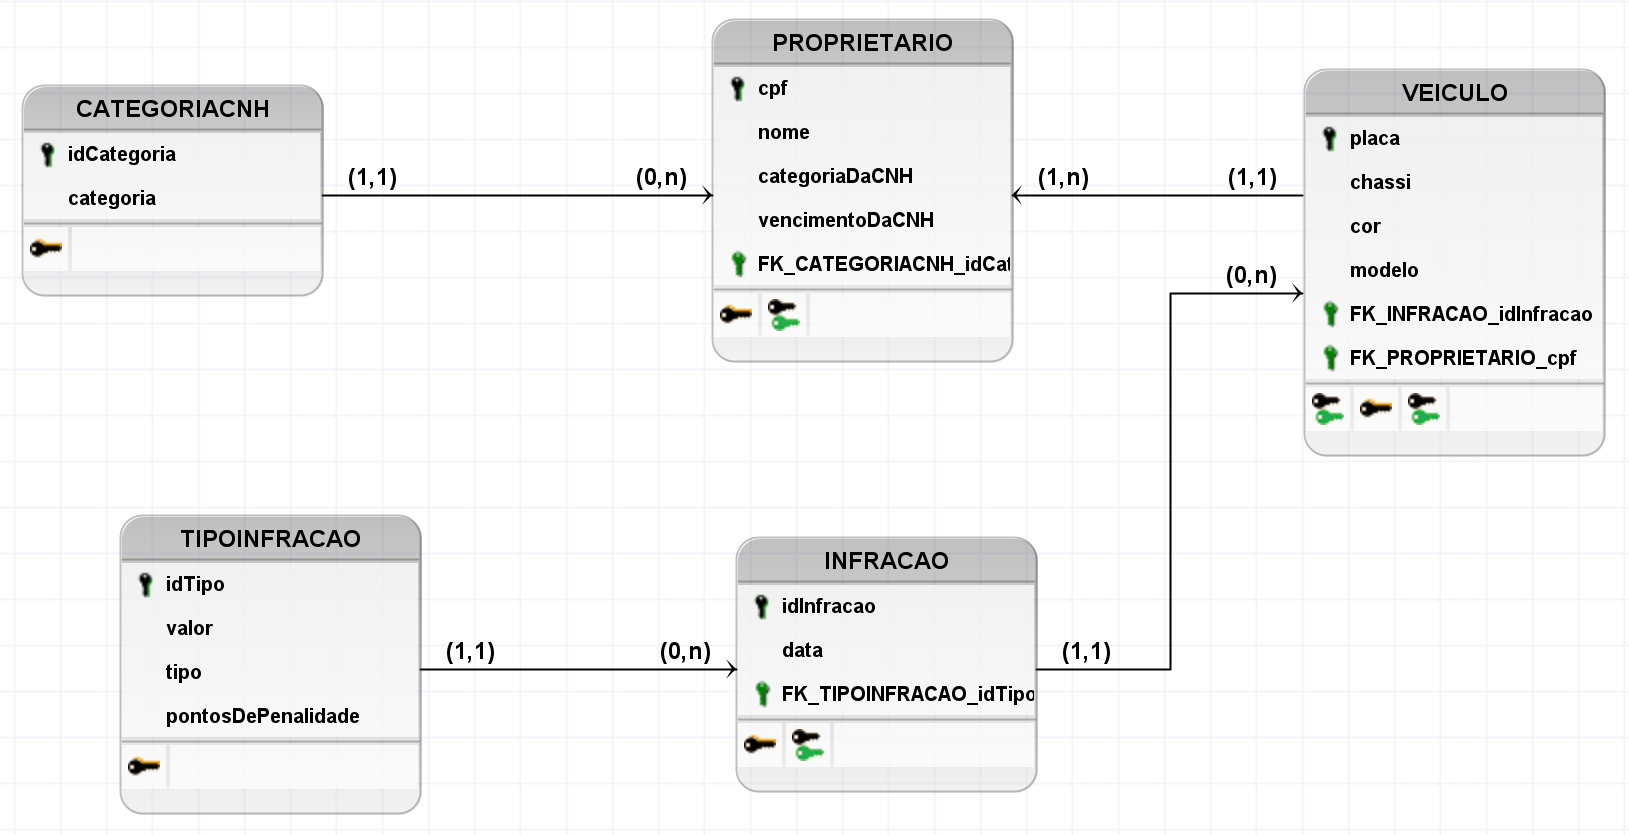 CATEGORIACNH
idCategoria
categoria
(1,1)
(0,n)
PROPRIETARIO
cpf
nome
categoriaDaCNH
vencimentoDaCNH
FK_CATEGORIACNH_idCat
(1,n)
(1,1)
VEICULO
placa
chassi
cor
modelo
FK_INFRACAO_idInfracao
FK_PROPRIETARIO_cpf
(0,n)
TIPOINFRACAO
idTipo
valor
tipo
pontosDePenalidade
(1,1)
(0,n)
INFRACAO
idInfracao
data
FK_TIPOINFRACAO_idTipo
(1,1)